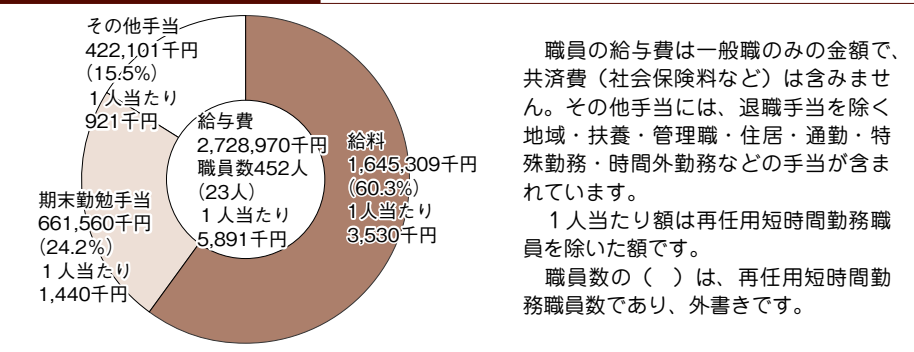 その他手当
422,101千円
(15.5%)
１人当たり
921千円
給与費
2,728,970千円
職員数452人
(23人)
１人当たり
5,891千円
給料
1,645,309千円
(60.3%)
1人当たり
3,530千円
期末勤勉手当
661,560千円
(24.2%)
１人当たり
1,440千円
　職員の給与費は一般職のみの金額で、
共済費（社会保険料など）は含みませ
ん。その他手当には、退職手当を除く
地域・扶養・管理職・住居・通勤・特
殊勤務・時間外勤務などの手当が含ま
れています。
　１人当たり額は再任用短時間勤務職
員を除いた額です。
　職員数の（　）は、再任用短時間勤
務職員数であり、外書きです。